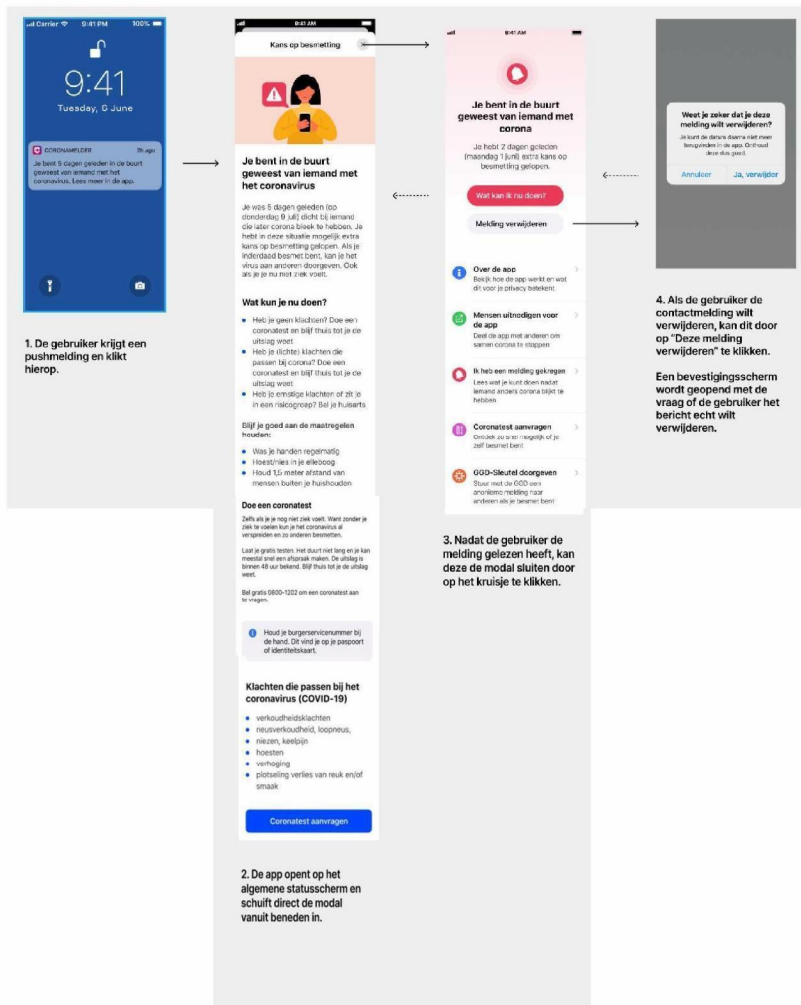 Carrier 9:41 PM 100%
9:41
Tuesday, 6 June
CORONAMELDER 2h ago
Je bent 5 dagen geleden in de buurt
geweest van iemand met het
coronavirus. Lees meer in de app.
1. De gebruiker krijgt een
pushmelding en klikt
hierop.
9:41 AM
Kans op besmetting
Je bent in de buurt
geweest van iemand met
het coronavirus
Je was 5 dagen geleden (op
donderdag 9 juli) dicht bij iemand
die later corona bleek te hebben. Je
hebt in deze situatie mogelijk extra
kans op besmetting gelopen. Als je
inderdaad besmet bent, kan je het
virus aan anderen doorgeven. Ook
als je je nu niet ziek voelt.
Wat kun je nu doen?
Heb je geen klachten? Doe een
coronatest en blijf thuis tot je de
uitslag weet
Heb je (lichte) klachten die
passen bij corona? Doe een
coronatest en blijf thuis tot je de
uitslag weet
Heb je ernstige klachten of zit je
in een risicogroep? Bel je huisarts
Blijf je goed aan de maatregelen
houden:
Was je handen regelmatig
Hoest/nies in je elleboog
Houd 1,5 meter afstand van
mensen buiten je huishouden
Doe een coronatest
Zelfs als je je nog niet ziek voelt. Want zonder je
ziek te voelen kun je het coronavirus al
verspreiden en zo anderen besmetten.
Laat je gratis testen. Het duurt niet lang en je kan
meestal snel een afspraak maken. De uitslag is
binnen 48 uur bekend. Blijf thuis tot je de uitslag
weet.
Bel gratis 0800-1202 om een coronatest aan
te vragen.
Houd je burgerservicenummer bij
de hand. Dit vind je op je paspoort
of identiteitskaart.
Klachten die passen bij het
coronavirus (COVID-19)
verkoudheidsklachten
neusverkoudheid, loopneus,
niezen, keelpijn
hoesten
verhoging
plotseling verlies van reuk en/of
smaak
Coronatest aanvragen
2. De app opent op het
algemene statusscherm en
schuift direct de modal
vanuit beneden in.
9:41 AM
Je bent in de buurt
geweest van iemand met
corona
Je hebt 2 dagen geleden
(maandag 1 juni) extra kans op
besmetting gelopen.
Wat kan ik nu doen?
Melding verwijderen
Over de app
Bekijk hoe de app werkt en wat
dit voor je privacy betekent
Mensen uitnodigen voor
de app
Deel de app met anderen om
samen corona te stoppen
Ik heb een melding gekregen
Lees wat je kunt doen nadat
iemand anders corona blijkt te
hebben
Coronatest aanvragen
Ontdek zo snel mogelijk of je
zelf besmet bent
GGD-Sleutel doorgeven
Stuur met de GGD een
anonieme melding naar
anderen als je besmet bent
3. Nadat de gebruiker de
melding gelezen heeft, kan
deze de modal sluiten door
op het kruisje te klikken.
Weet je zeker dat je deze
melding wilt verwijderen?
Je kunt de datum daarna niet meer
terugvinden in de app. Onthoud
deze dus goed.
Annuleer Ja, verwijder
4. Als de gebruiker de
contactmelding wil
verwijderen, kan dit door
op "Deze melding
verwijderen" te klikken.
Een bevestigingsscherm
wordt geopend met de
vraag of de gebruiker het
bericht echt wilt
verwijderen.